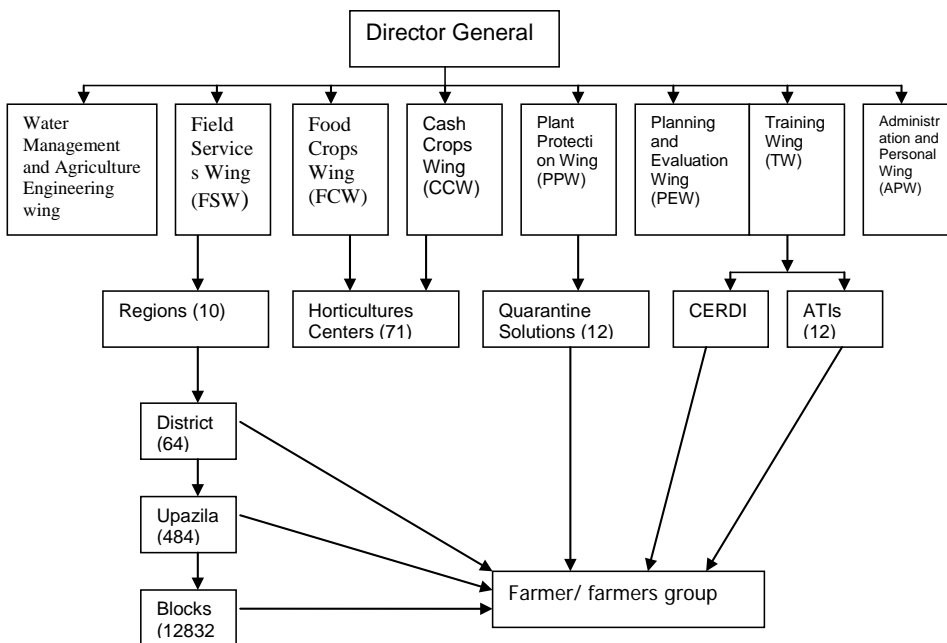 Director General
Water
Management
and Agriculture
Engineering
wing
Field
Service
s Wing
(FSW)
Food
Crops
Wing
(FCW)
Cash
Crops
Wing
(CCW)
Plant
Protecti
on Wing
(PPW)
Planning
and
Evaluation
Wing
(PEW)
Training
Wing
(TW)
Administr
ation and
Personal
Wing
(APW)
Regions (10)
Horticultures
Centers (71)
Quarantine
Solutions (12)
CERDI
ATIs
(12)
District
(64)
Upazila
(484)
Blocks
(12832
Farmer/ farmers group